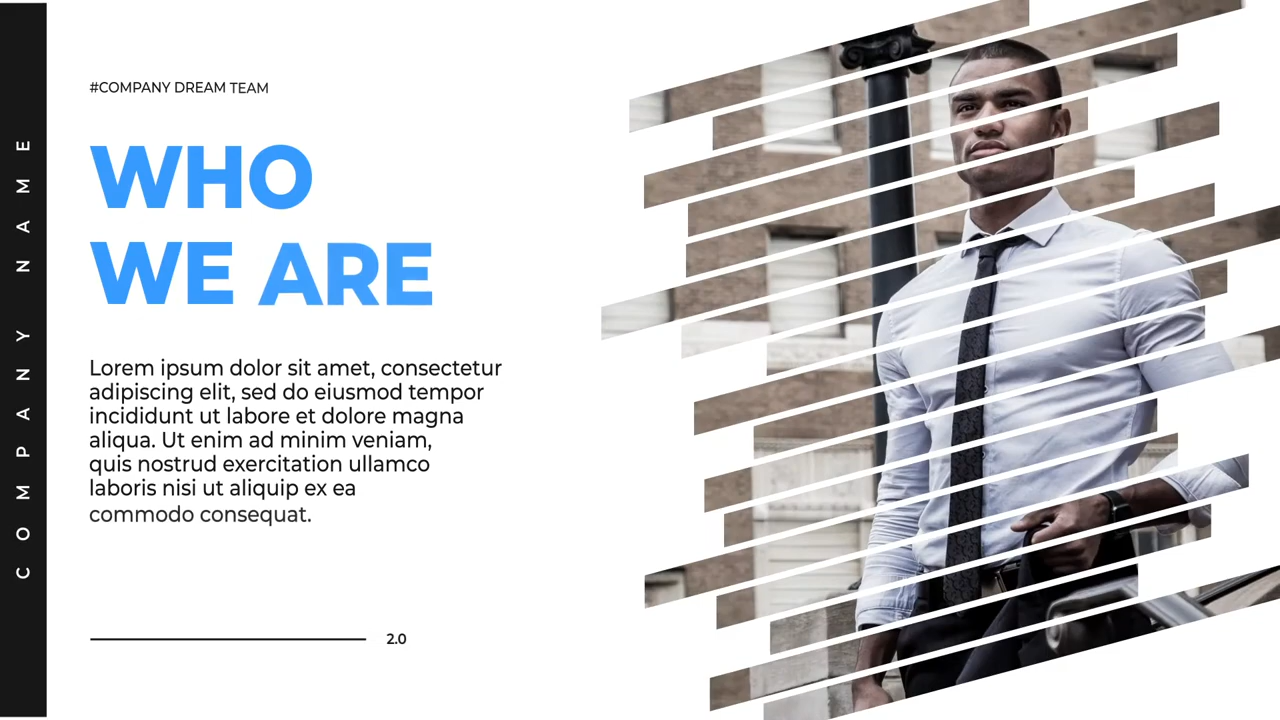 COMPANY NAME
#COMPANY DREAM TEAM
WHO
WE ARE
Lorem ipsum dolor sit amet, consectetur
adipiscing elit, sed do eiusmod tempor
incididunt ut labore et dolore magna
aliqua. Ut enim ad minim veniam,
quis nostrud exercitation ullamco
laboris nisi ut aliquip ex ea
commodo consequat.
2.0